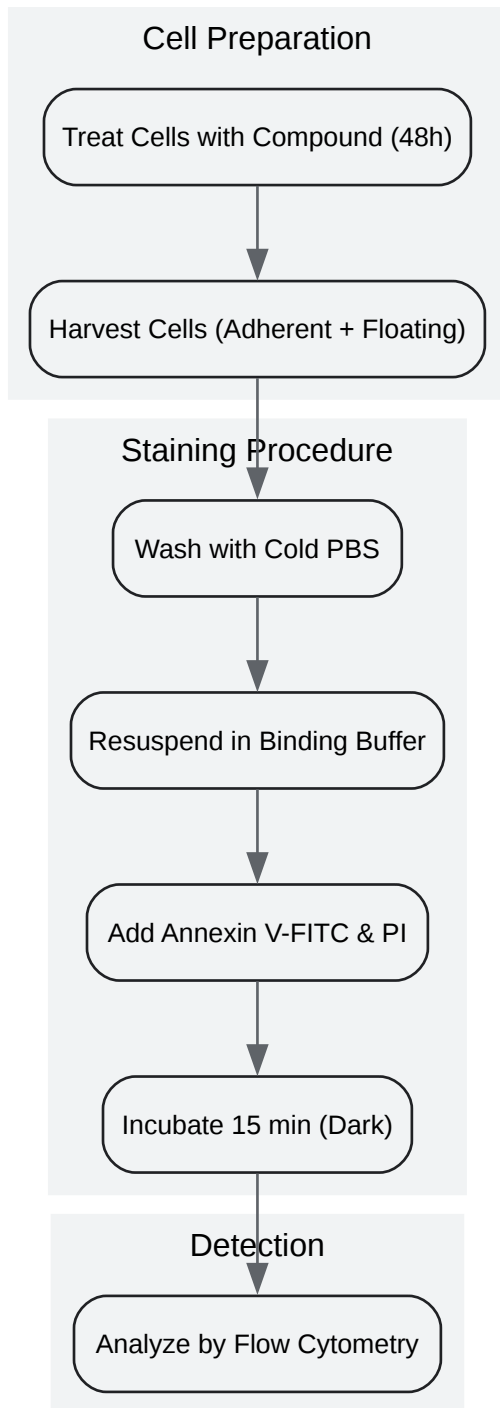 Cell Preparation
Treat Cells with Compound (48h)
Harvest Cells (Adherent + Floating)
Staining Procedure
Wash with Cold PBS
Resuspend in Binding Buffer
Add Annexin V-FITC & PI
Incubate 15 min (Dark)
Detection
Analyze by Flow Cytometry